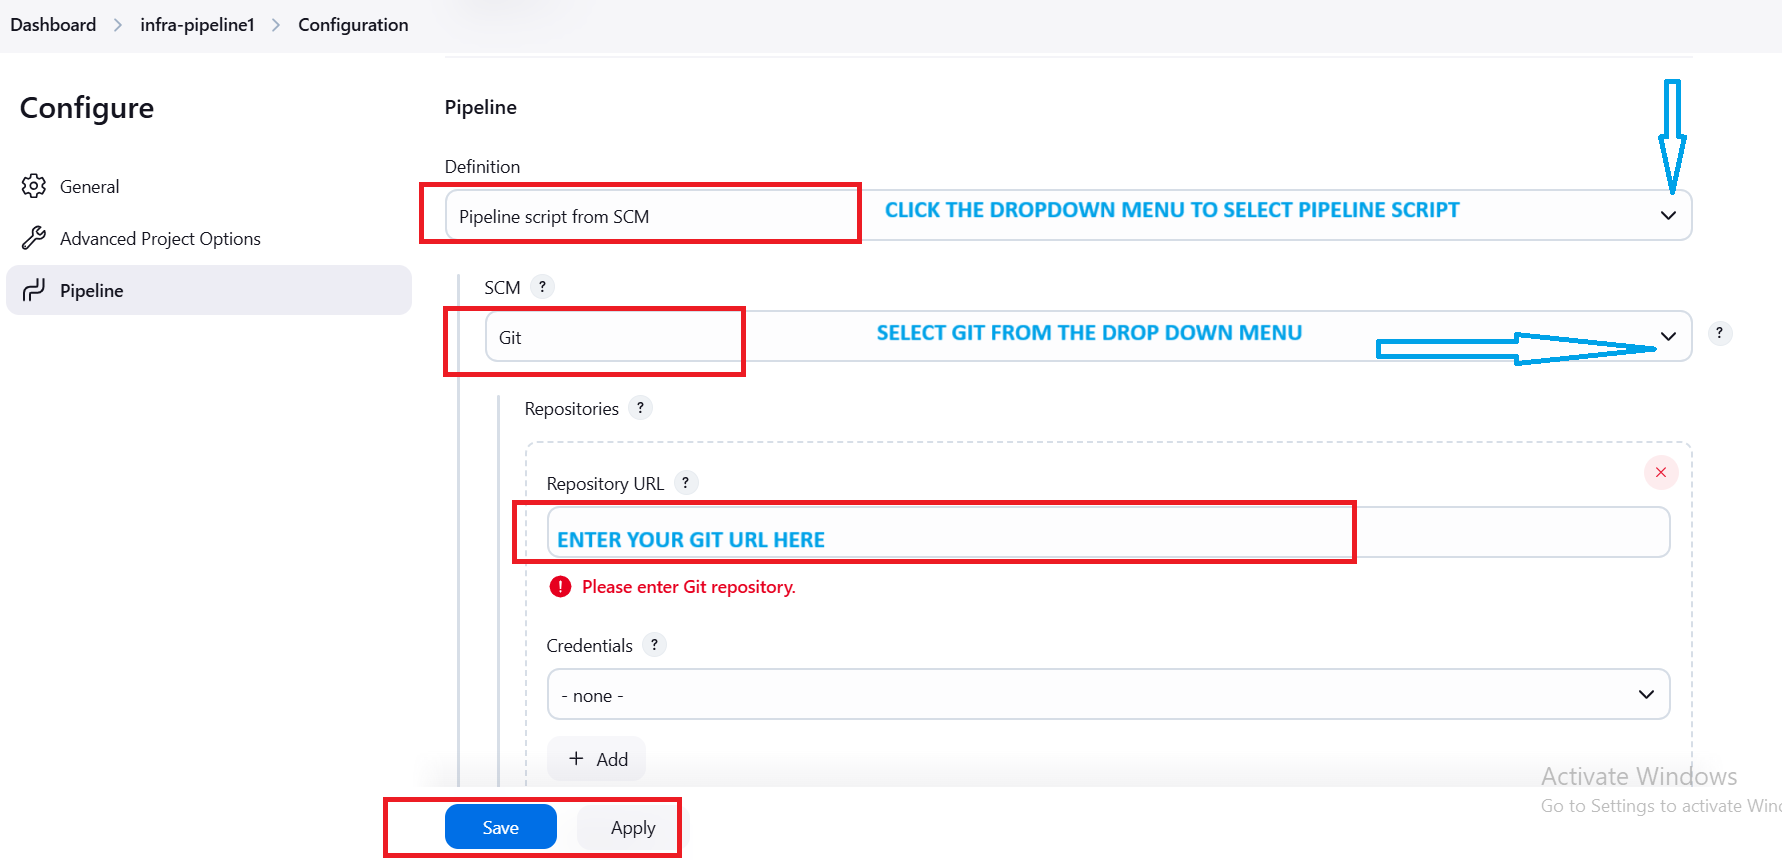 Dashboard > infra-pipeline1 > Configuration
Configure
General
Advanced Project Options
Pipeline
Pipeline
Definition
Pipeline script from SCM
CLICK THE DROPDOWN MENU TO SELECT PIPELINE SCRIPT
SCM ?
Git
SELECT GIT FROM THE DROP DOWN MENU
?
Repositories ?
Repository URL ?
ENTER YOUR GIT URL HERE
Please enter Git repository.
Credentials ?
- none -
+ Add
Save
Apply
Activate Windows
Go to Settings to activate Win